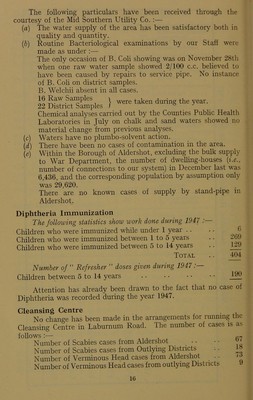 The following particulars have been received through the
courtesy of the Mid Southern Utility Co. :—
(a) The water supply of the area has been satisfactory both in
quality and quantity.
(b) Routine Bacteriological examinations by our Staff were
made as under :—
The only occasion of B. Coli showing was on November 28th
when one raw water sample showed 2/100 c.c. believed to
have been caused by repairs to service pipe. No instance
of B. Coli on district samples.
B. Welchii absent in all cases.
16 Raw Samples
22 District Samples } were taken during the year.
Chemical analyses carried out by the Counties Public Health
Laboratories in July on chalk and sand waters showed no
material change from previous analyses.
(c) Waters have no plumbo-solvent action.
(d) There have been no cases of contamination in the area.
(e) Within the Borough of Aldershot, excluding the bulk supply
to War Department, the number of dwelling-houses (i.e.,
number of connections to our system) in December last was
6,436, and the corresponding population by assumption only
was 29,620.
There are no known cases of supply by stand-pipe in
Aldershot.
Diphtheria Immunization
The following statistics show work done during 1947 :—
Children who were immunized while under 1 year .. .. 6
Children who were immunized between 1 to 5 years .. 269
Children who were immunized between 5 to 14 years .. 129
TOTAL .. 404
Number of " Refresher " doses given during 1947 :—
Children between 5 to 14 years .. .. .. .. 190
Attention has already been drawn to the fact that no case of
Diphtheria was recorded during the year 1947.
Cleansing Centre
No change has been made in the arrangements for running the
Cleansing Centre in Laburnum Road. The number of cases is as
follows :—
Number of Scabies cases from Aldershot .. .. 67
Number of Scabies cases from Outlying Districts .. 18
Number of Verminous Head cases from Aldershot .. 73
Number of Verminous Head cases from outlying Districts 9
16